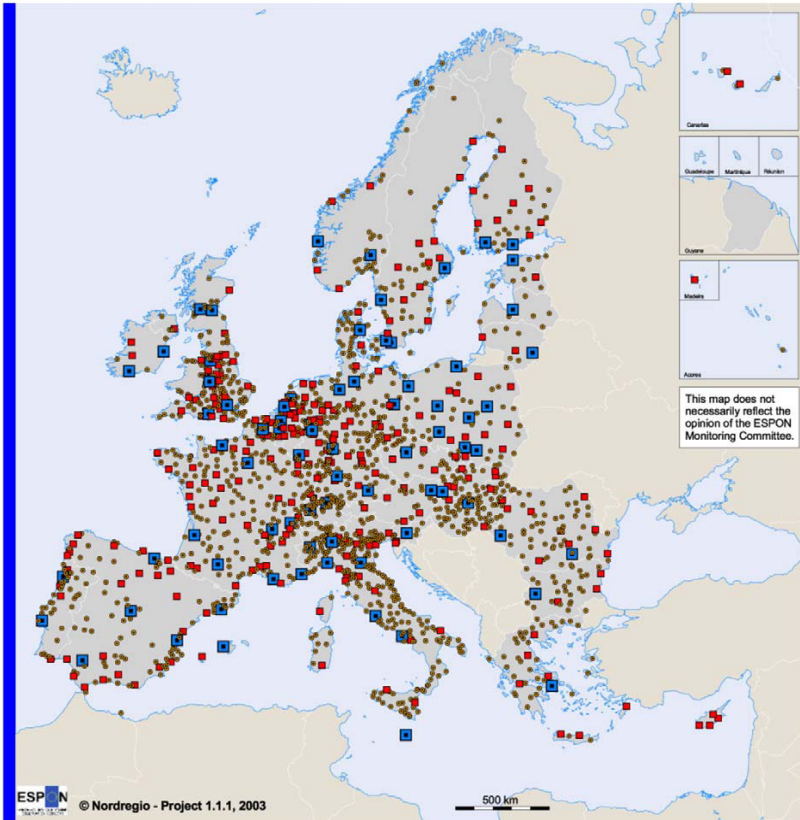 Canarias
Guadeloupe
Martinique
Réunion
Guyane
Madeira
Acores
This map does not
necessarily reflect the
opinion of the ESPON
Monitoring Committee.
500 km
ESPON
© Nordregio - Project 1.1.1, 2003